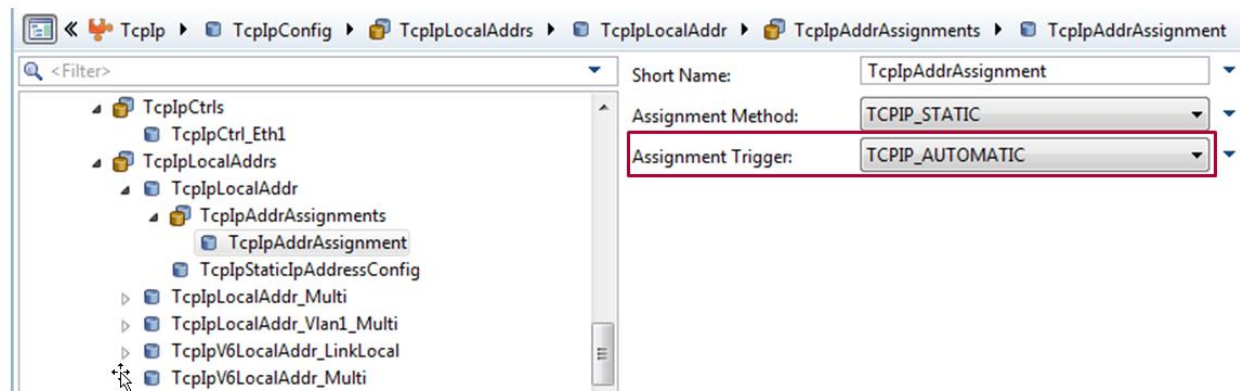 « TcpIp TcpIpConfig TcpIpLocalAddrs TcpIpLocalAddr TcpIpAddrAssignments TcpIpAddrAssignment
<Filter>
Short Name: TcpIpAddrAssignment
Assignment Method: TCPIP_STATIC
Assignment Trigger: TCPIP_AUTOMATIC
TcpIpCtrls
TcpIpCtrl_Eth1
TcpIpLocalAddrs
TcpIpLocalAddr
TcpIpAddrAssignments
TcpIpAddrAssignment
TcpIpStaticIpAddressConfig
TcpIpLocalAddr_Multi
TcpIpLocalAddr_Vlan1_Multi
TcpIpV6LocalAddr_LinkLocal
TcpIpV6LocalAddr_Multi